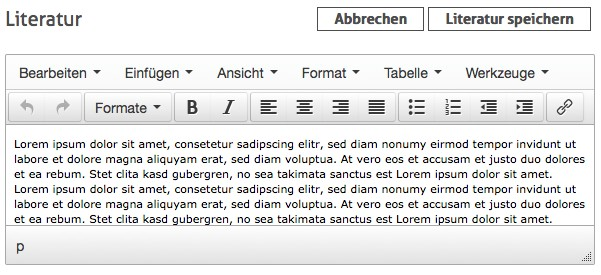 Literatur Abbrechen Literatur speichern
Bearbeiten Einfügen Ansicht Format Tabelle Werkzeuge
Formate B I
Lorem ipsum dolor sit amet, consetetur sadipscing elitr, sed diam nonumy eirmod tempor invidunt ut
labore et dolore magna aliquyam erat, sed diam voluptua. At vero eos et accusam et justo duo dolores
et ea rebum. Stet clita kasd gubergren, no sea takimata sanctus est Lorem ipsum dolor sit amet.
Lorem ipsum dolor sit amet, consetetur sadipscing elitr, sed diam nonumy eirmod tempor invidunt ut
labore et dolore magna aliquyam erat, sed diam voluptua. At vero eos et accusam et justo duo dolores
et ea rebum. Stet clita kasd gubergren, no sea takimata sanctus est Lorem ipsum dolor sit amet.
p